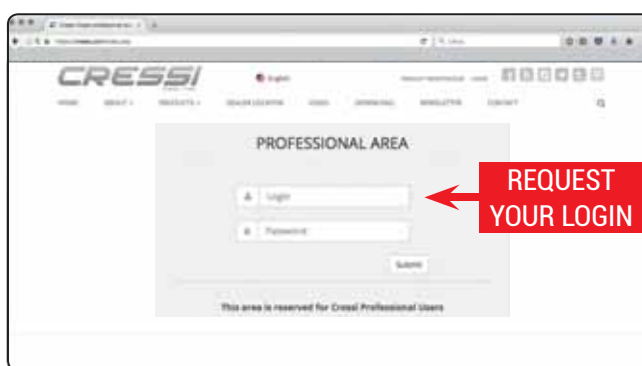 CRESSI
English
HOME ABOUT PRODUCTS DEALER LOCATOR VIDEO DOWNLOAD NEWSLETTER CONTACT
PROFESSIONAL AREA
Login
Password
Submit
This area is reserved for Cressi Professional Users
REQUEST
YOUR LOGIN